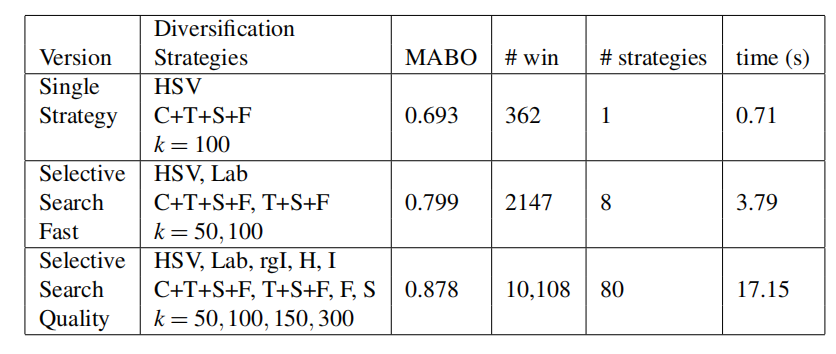 Version Diversification Strategies MABO # win # strategies time (s)
Single Strategy HSV C+T+S+F k = 100 0.693 362 1 0.71
Selective Search Fast HSV, Lab C+T+S+F, T+S+F k = 50, 100 0.799 2147 8 3.79
Selective Search Quality HSV, Lab, rgI, H, I C+T+S+F, T+S+F, F, S k = 50, 100, 150, 300 0.878 10,108 80 17.15